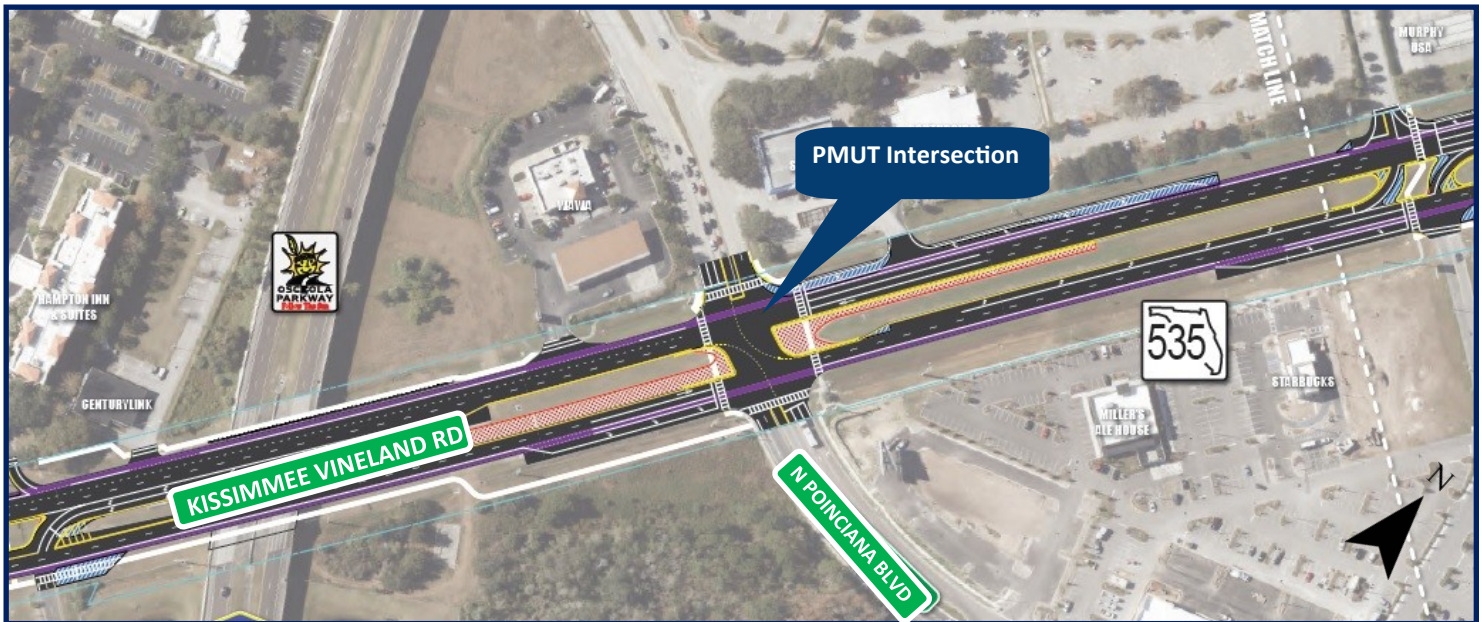 MATCH LINE
MURPHY
USA
PMUT Intersection
WAWA
OSCEOLA
PARKWAY
HAMPTON INN
& SUITES
535
STARBUCKS
CENTURYLINK
MILLER'S
ALE HOUSE
KISSIMMEE VINELAND RD
N POINCIANA BLVD
N